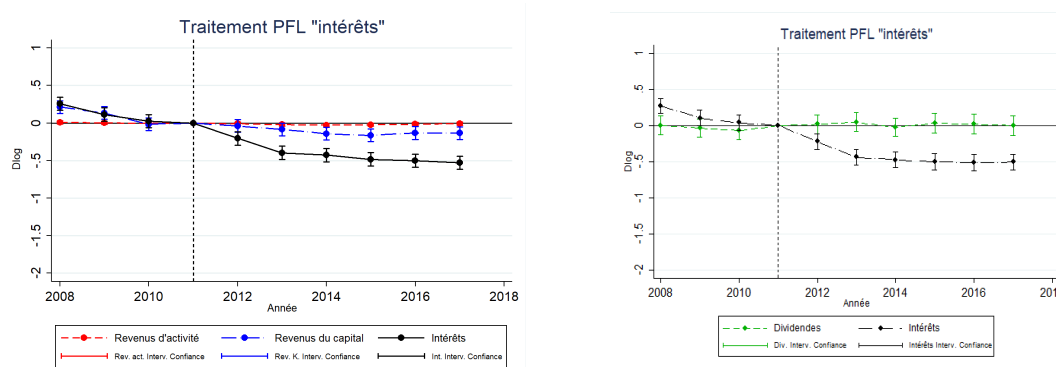 Traitement PFL "intérêts"
Dlog
1
.5
0
-.5
-1
-1.5
-2
2008 2010 2012 2014 2016 2018
Année
Revenus d'activité Revenus du capital Intérêts
Rev. act. Interv. Confiance Rev. K. Interv. Confiance Int. Interv. Confiance
Traitement PFL "intérêts"
Dlog
1
.5
0
-.5
-1
-1.5
-2
2008 2010 2012 2014 2016 201
Année
Dividendes Intérêts
Div. Interv. Confiance Intérêts Interv. Confiance